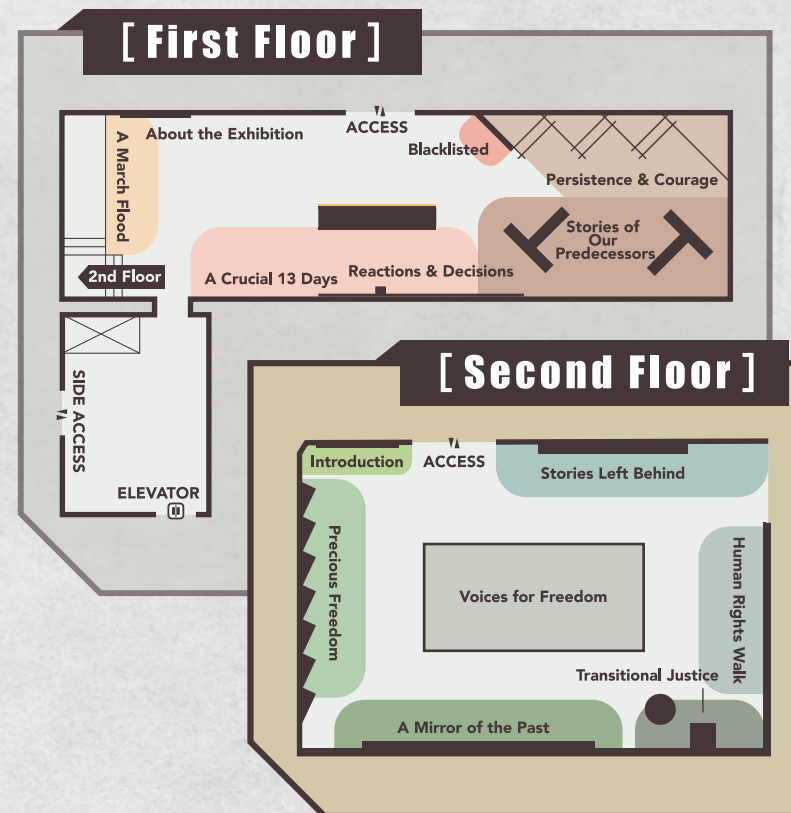 [ First Floor ]
About the Exhibition
ACCESS
Blacklisted
A March Flood
Persistence & Courage
Stories of
Our
Predecessors
2nd Floor
A Crucial 13 Days
Reactions & Decisions
SIDE ACCESS
ELEVATOR
[ Second Floor ]
Introduction
ACCESS
Stories Left Behind
Precious Freedom
Voices for Freedom
Human Rights Walk
Transitional Justice
A Mirror of the Past